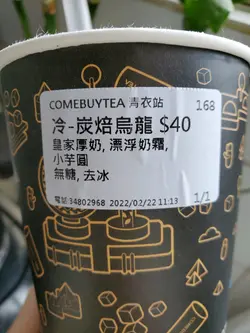 COMEBUYTEA 青衣站 168
冷-炭焙烏龍 $40
皇家厚奶, 漂浮奶霜,
小芋圓
無糖, 去冰
電話:34802968 2022/02/22 11:13 1/1